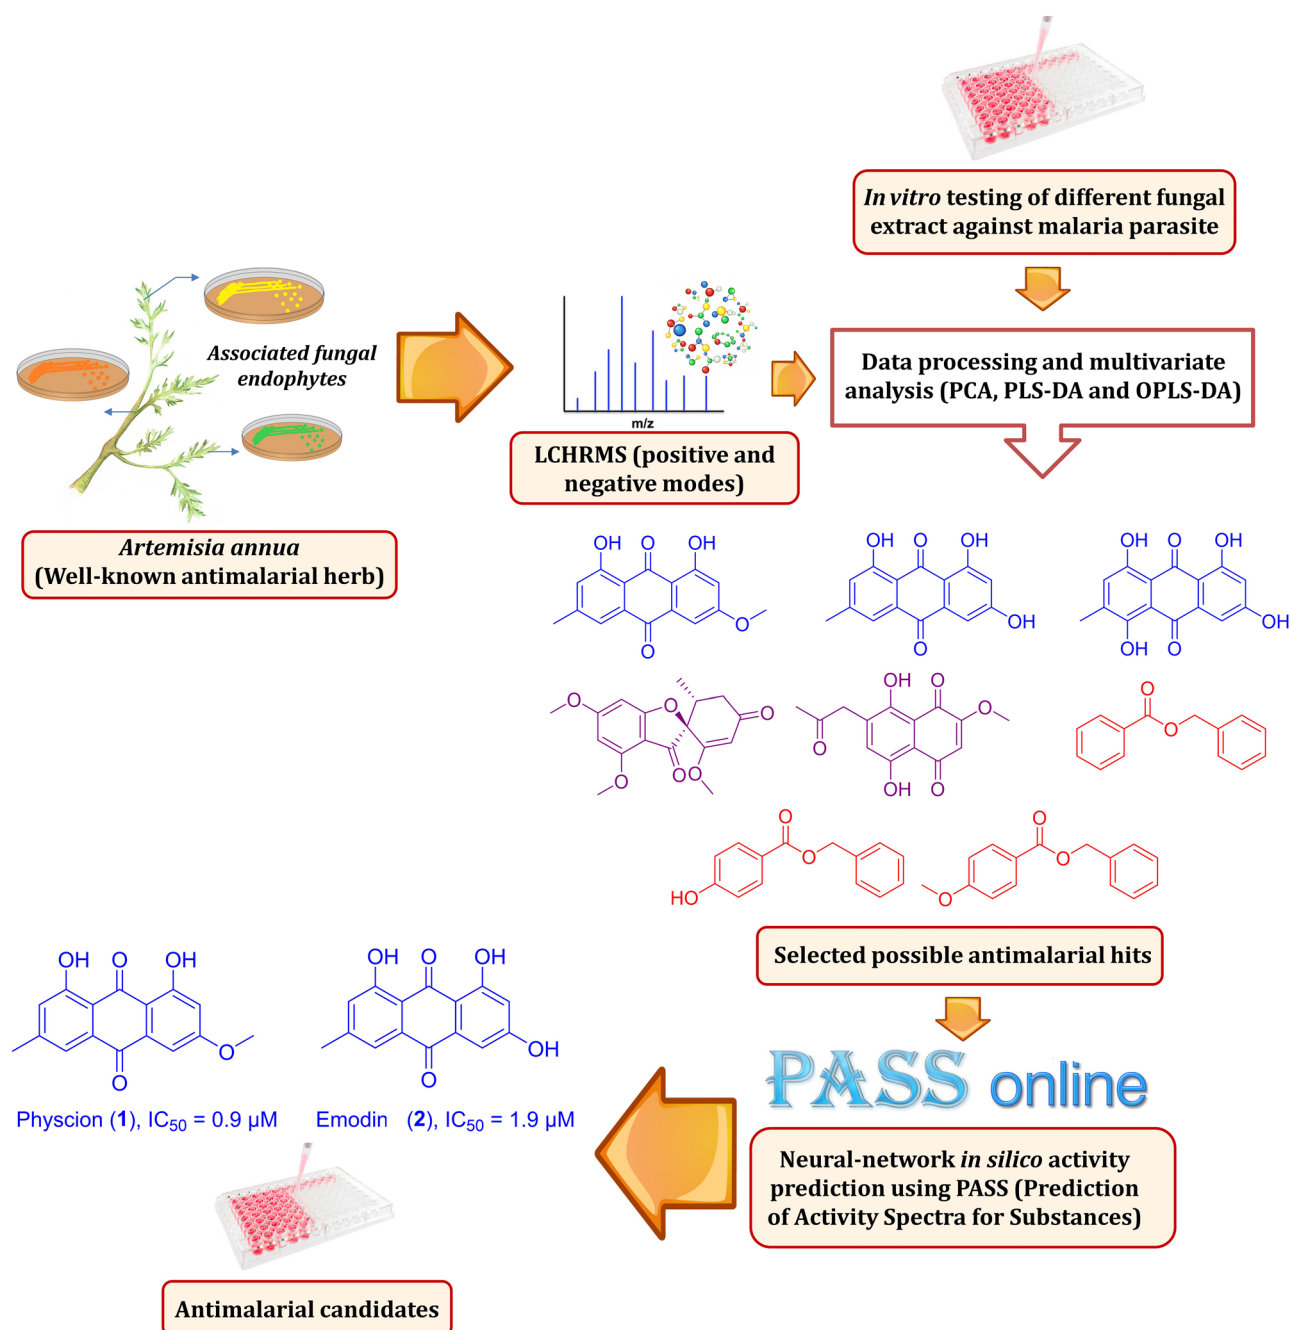 In vitro testing of different fungal
extract against malaria parasite
Associated fungal
endophytes
Data processing and multivariate
analysis (PCA, PLS-DA and OPLS-DA)
m/z
LCHRMS (positive and
negative modes)
Artemisia annua
(Well-known antimalarial herb)
OH O OH
O
O
OH O OH
OH
O
OH O OH
OH
OH O
O
O
O
O
O
O
OH O
O
O
OH O
O
O
O
O
HO
O
O
O
Selected possible antimalarial hits
OH O OH
O
O
OH O OH
OH
O
PASS online
Physcion (1), IC50 = 0.9 µM
Emodin (2), IC50 = 1.9 µM
Neural-network in silico activity
prediction using PASS (Prediction
of Activity Spectra for Substances)
Antimalarial candidates